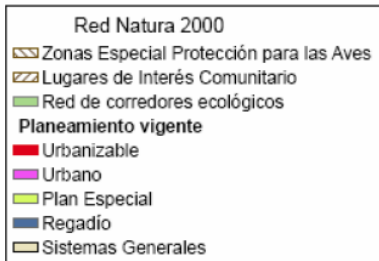 Red Natura 2000
Zonas Especial Protección para las Aves
Lugares de Interés Comunitario
Red de corredores ecológicos
Planeamiento vigente
Urbanizable
Urbano
Plan Especial
Regadío
Sistemas Generales